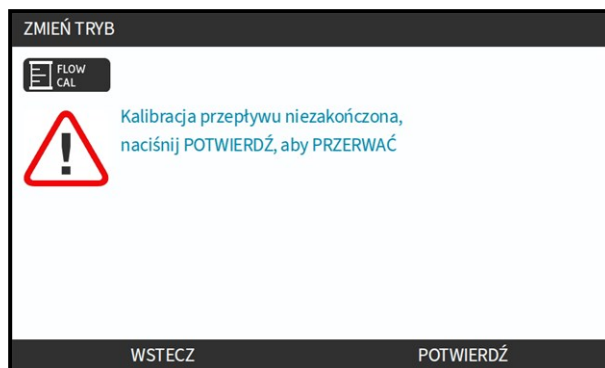 ZMIEŃ TRYB
FLOW
CAL
Kalibracja przepływu niezakończona,
naciśnij POTWIERDŹ, aby PRZERWAĆ
WSTECZ POTWIERDŹ